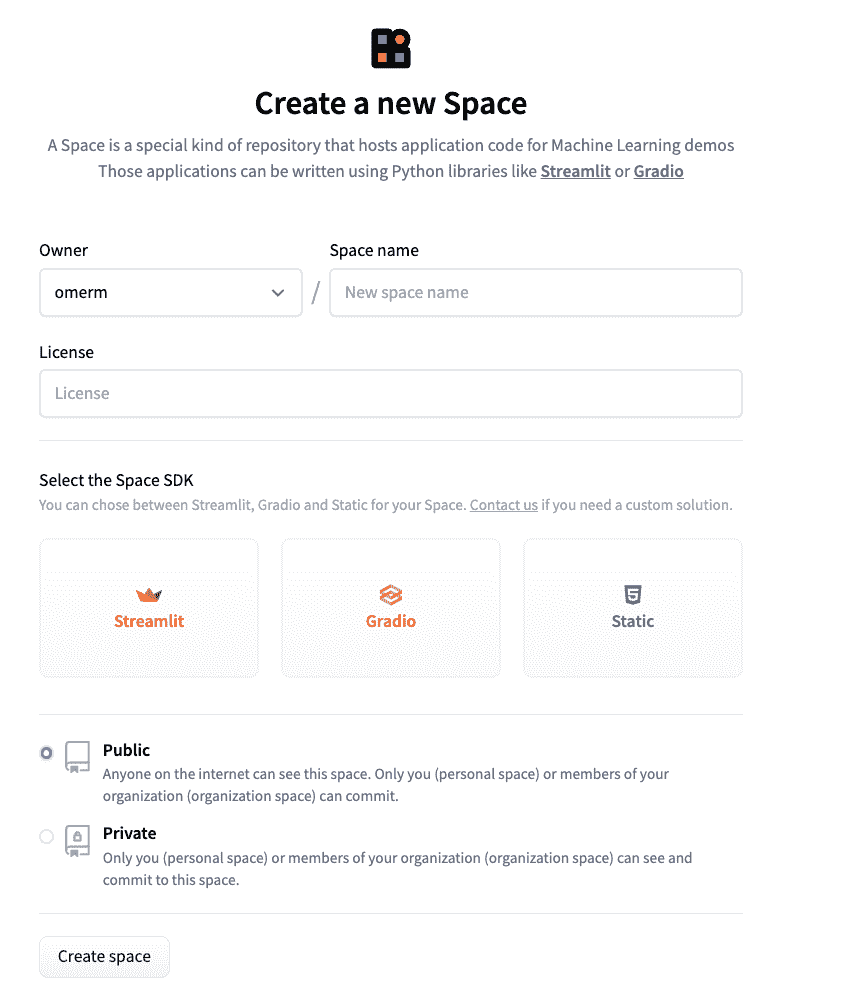 Create a new Space
A Space is a special kind of repository that hosts application code for Machine Learning demos
Those applications can be written using Python libraries like Streamlit or Gradio
Owner
Space name
omerm
/
New space name
License
License
Select the Space SDK
You can chose between Streamlit, Gradio and Static for your Space. Contact us if you need a custom solution.
Streamlit
Gradio
Static
Public
Anyone on the internet can see this space. Only you (personal space) or members of your
organization (organization space) can commit.
Private
Only you (personal space) or members of your organization (organization space) can see and
commit to this space.
Create space